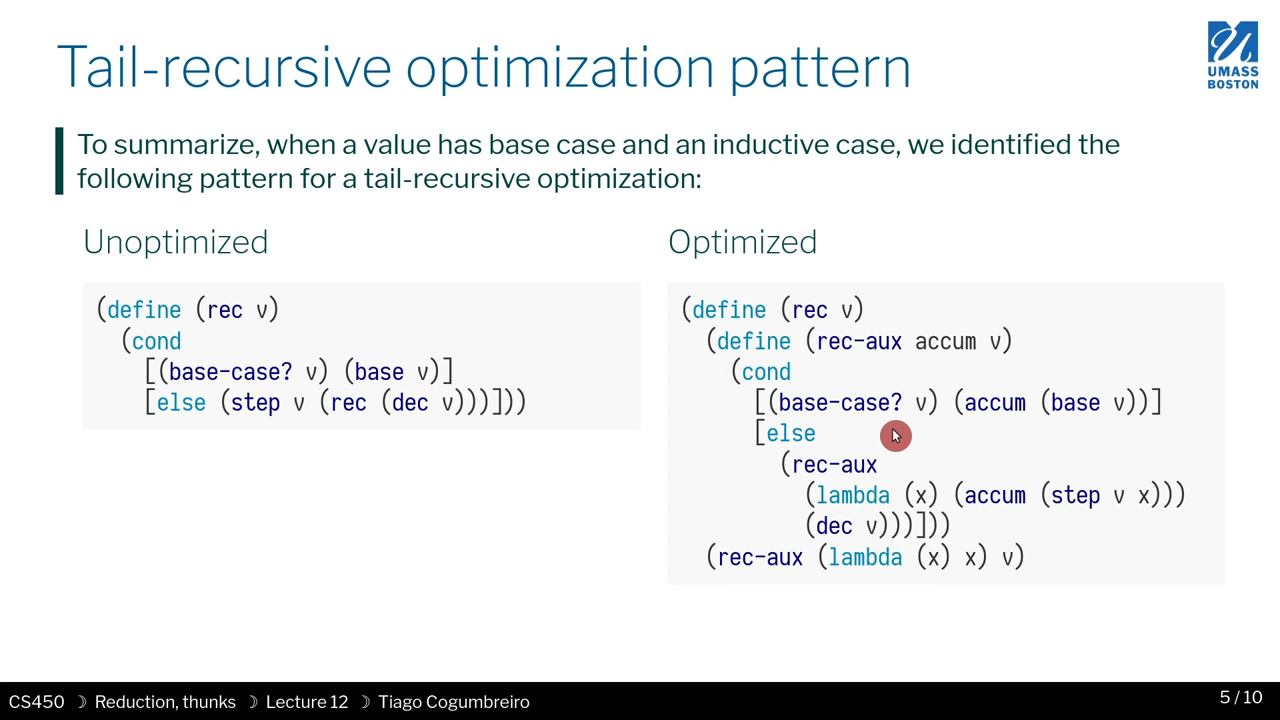 Tail-recursive optimization pattern
UMASS
BOSTON
To summarize, when a value has base case and an inductive case, we identified the
following pattern for a tail-recursive optimization:
Unoptimized
(define (rec v)
  (cond
    [(base-case? v) (base v)]
    [else (step v (rec (dec v)))]))
Optimized
(define (rec v)
  (define (rec-aux accum v)
    (cond
      [(base-case? v) (accum (base v))]
      [else
        (rec-aux
          (lambda (x) (accum (step v x)))
          (dec v)))]))
  (rec-aux (lambda (x) x) v)
CS450 ☽ Reduction, thunks ☽ Lecture 12 ☽ Tiago Cogumbreiro
5 / 10